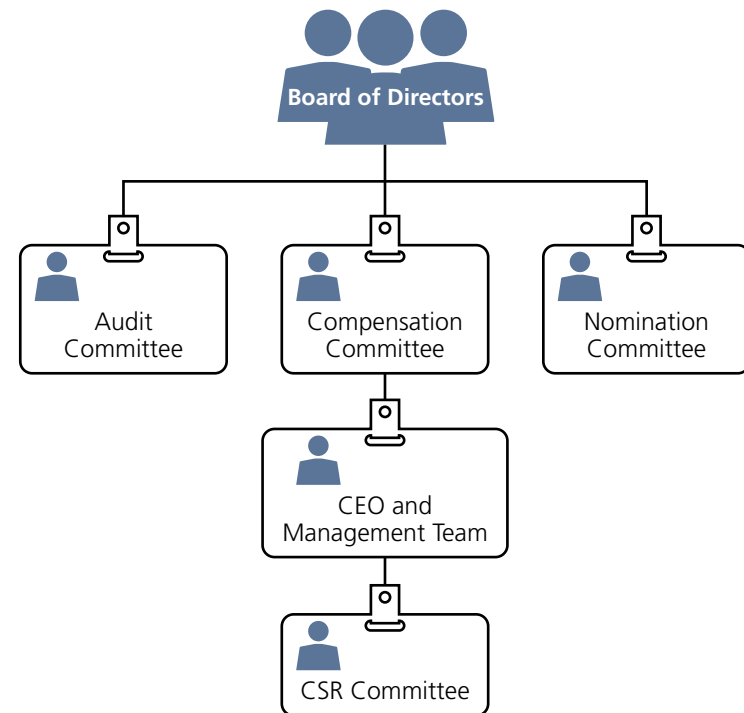 Board of Directors
Audit
Committee
Compensation
Committee
Nomination
Committee
CEO and
Management Team
CSR Committee